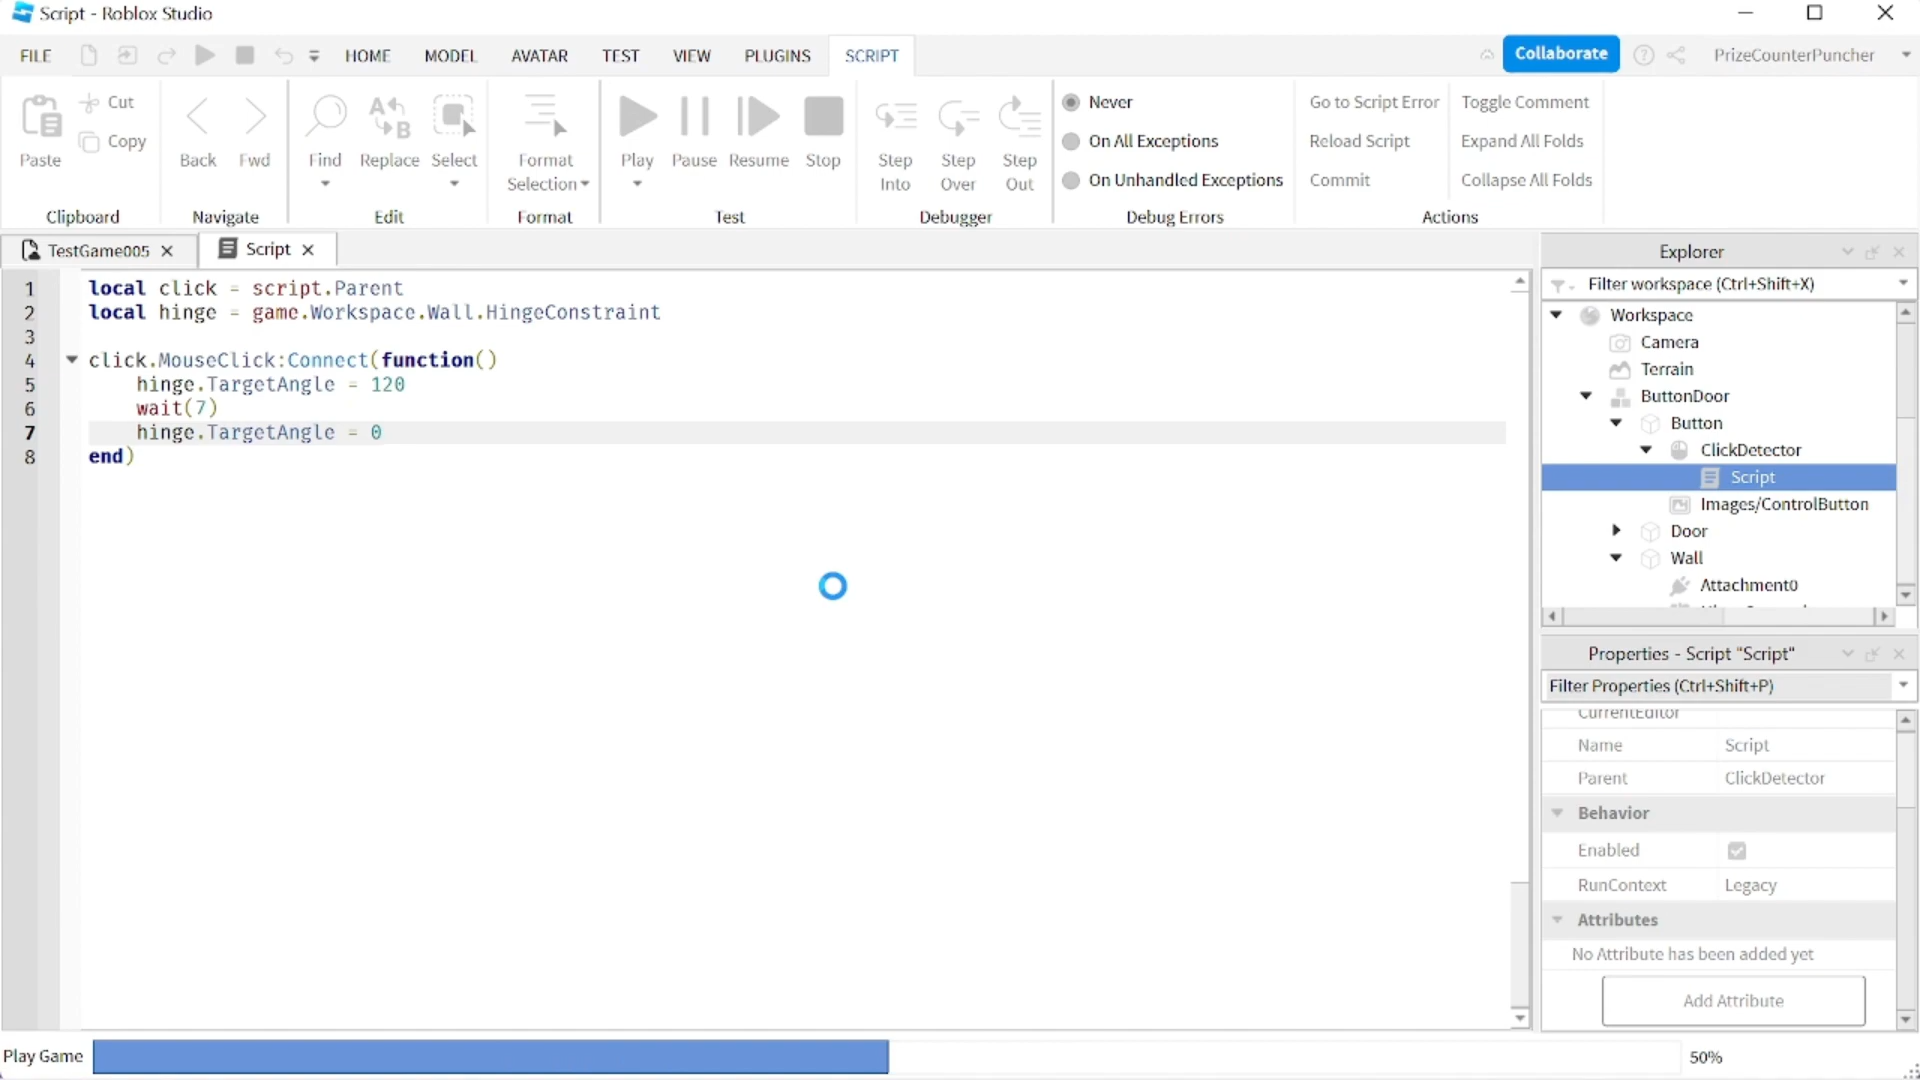 Script - Roblox Studio
FILE HOME MODEL AVATAR TEST VIEW PLUGINS SCRIPT Collaborate PrizeCounterPuncher
Paste Cut Copy
Back Fwd
Find Replace Select
Format Selection
Play Pause Resume Stop
Step Into Step Over Step Out
Never
On All Exceptions
On Unhandled Exceptions
Go to Script Error
Reload Script
Commit
Toggle Comment
Expand All Folds
Collapse All Folds
Clipboard Navigate Edit Format Test Debugger Debug Errors Actions
TestGame005 Script
1 local click = script.Parent
2 local hinge = game.Workspace.Wall.HingeConstraint
3
4 click.MouseClick:Connect(function()
5 hinge.TargetAngle = 120
6 wait(7)
7 hinge.TargetAngle = 0
8 end)
Explorer
Filter workspace (Ctrl+Shift+X)
Workspace
Camera
Terrain
ButtonDoor
Button
ClickDetector
Script
Images/ControlButton
Door
Wall
Attachment0
Properties - Script "Script"
Filter Properties (Ctrl+Shift+P)
CurrentEditor
Name Script
Parent ClickDetector
Behavior
Enabled
RunContext Legacy
Attributes
No Attribute has been added yet
Add Attribute
Play Game 50%